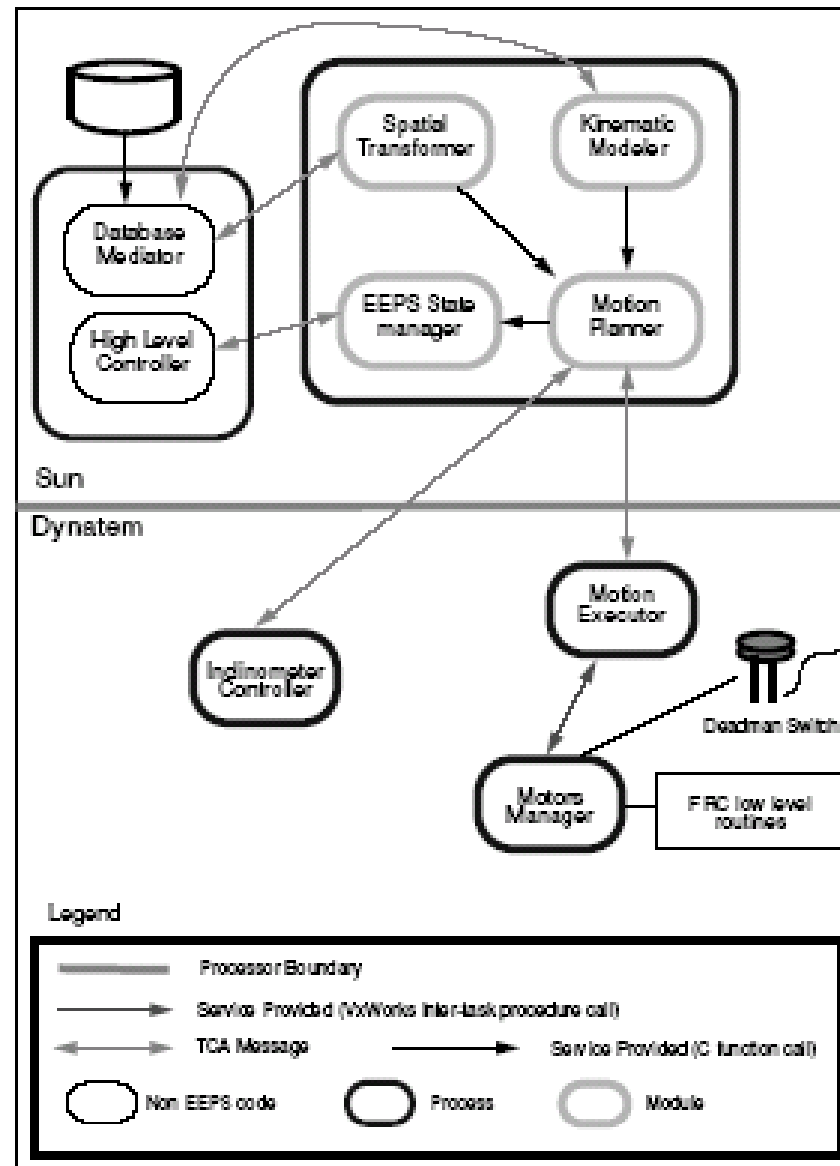 Spatial
Transformer
Kinematic
Modeler
Database
Mediator
EEPS State
manager
Motion
Planner
High Level
Controller
Sun
Dynatem
Motion
Executor
Inclinometer
Controller
Deadman Switch
Motors
Manager
FRC low level
routines
Legend
Processor Boundary
Service Provided (VxWorks inter-task procedure call)
TCA Message
Service Provided (C function call)
Non EEPS code
Process
Module